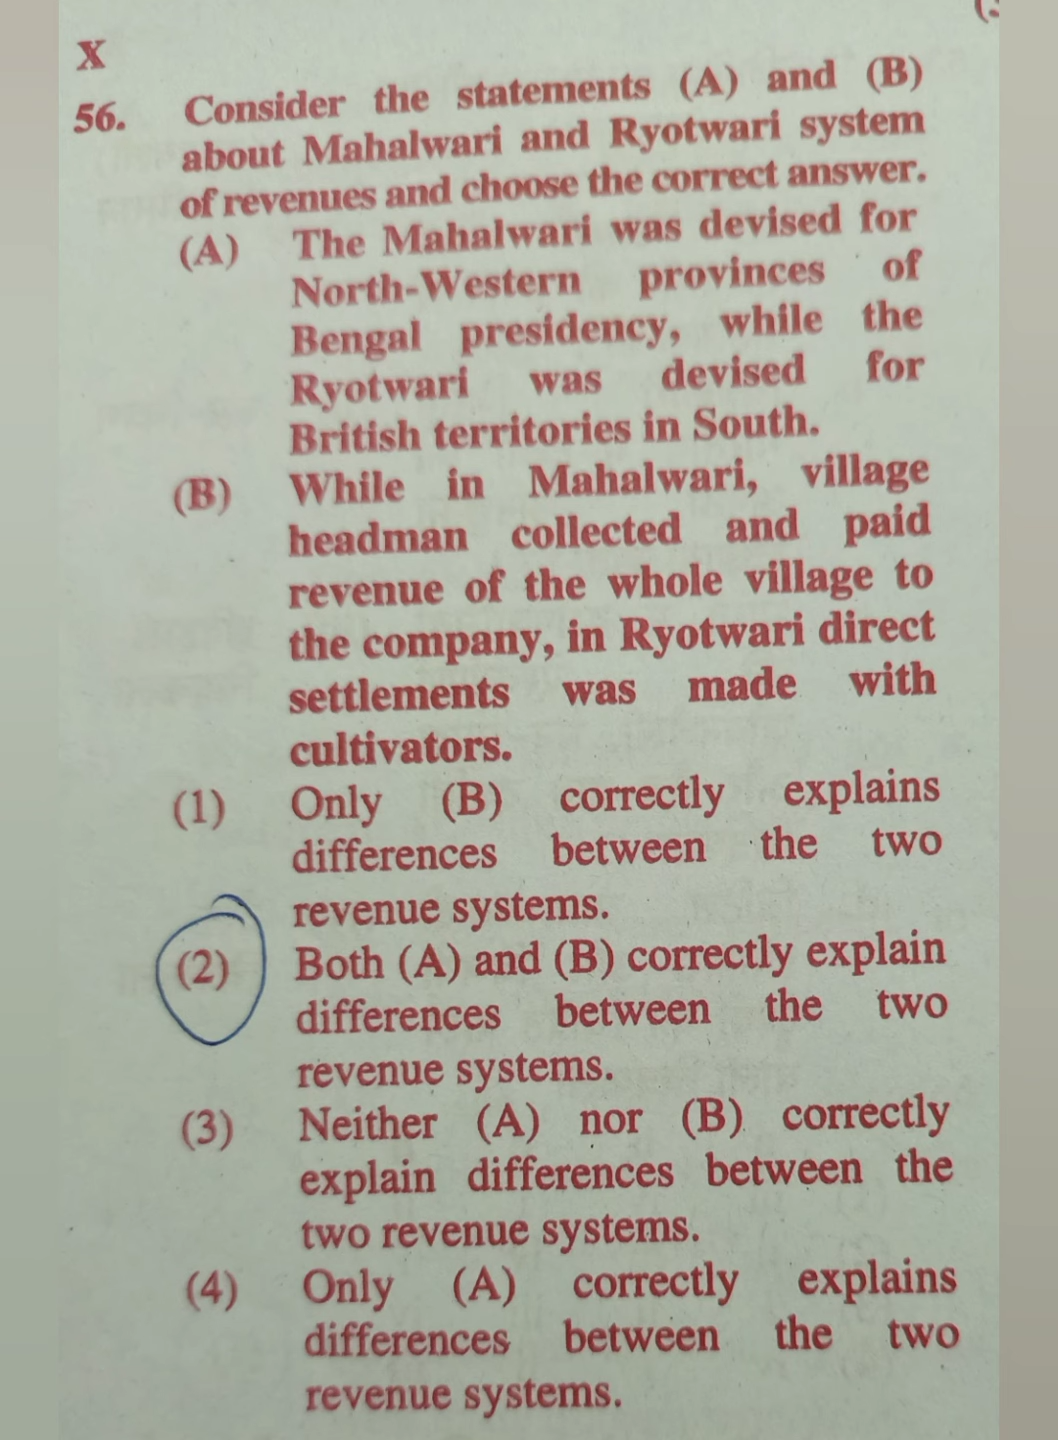 X
56. Consider the statements (A) and (B)
about Mahalwari and Ryotwari system
of revenues and choose the correct answer.
(A) The Mahalwari was devised for
North-Western provinces of
Bengal presidency, while the
Ryotwari was devised for
British territories in South.
(B) While in Mahalwari, village
headman collected and paid
revenue of the whole village to
the company, in Ryotwari direct
settlements was made with
cultivators.
(1) Only (B) correctly explains
differences between the two
revenue systems.
(2) Both (A) and (B) correctly explain
differences between the two
revenue systems.
(3) Neither (A) nor (B) correctly
explain differences between the
two revenue systems.
(4) Only (A) correctly explains
differences between the two
revenue systems.